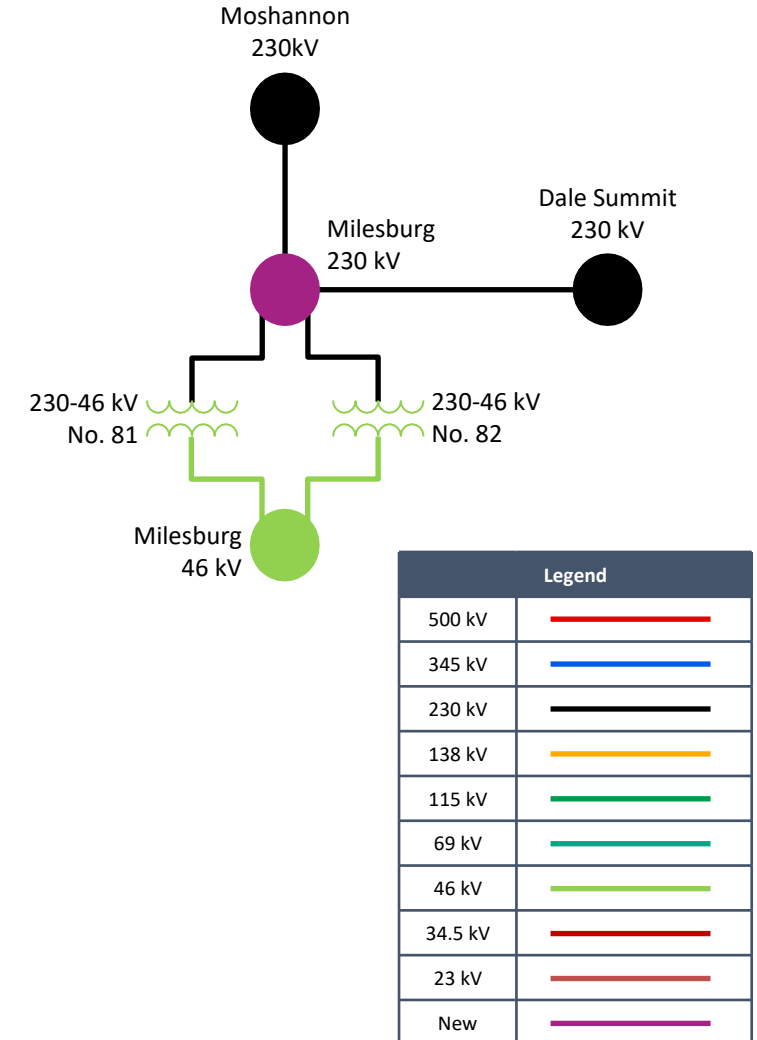 Moshannon
230kV
Dale Summit
230 kV
Milesburg
230 kV
230-46 kV
No. 81
230-46 kV
No. 82
Milesburg
46 kV
Legend
500 kV
345 kV
230 kV
138 kV
115 kV
69 kV
46 kV
34.5 kV
23 kV
New